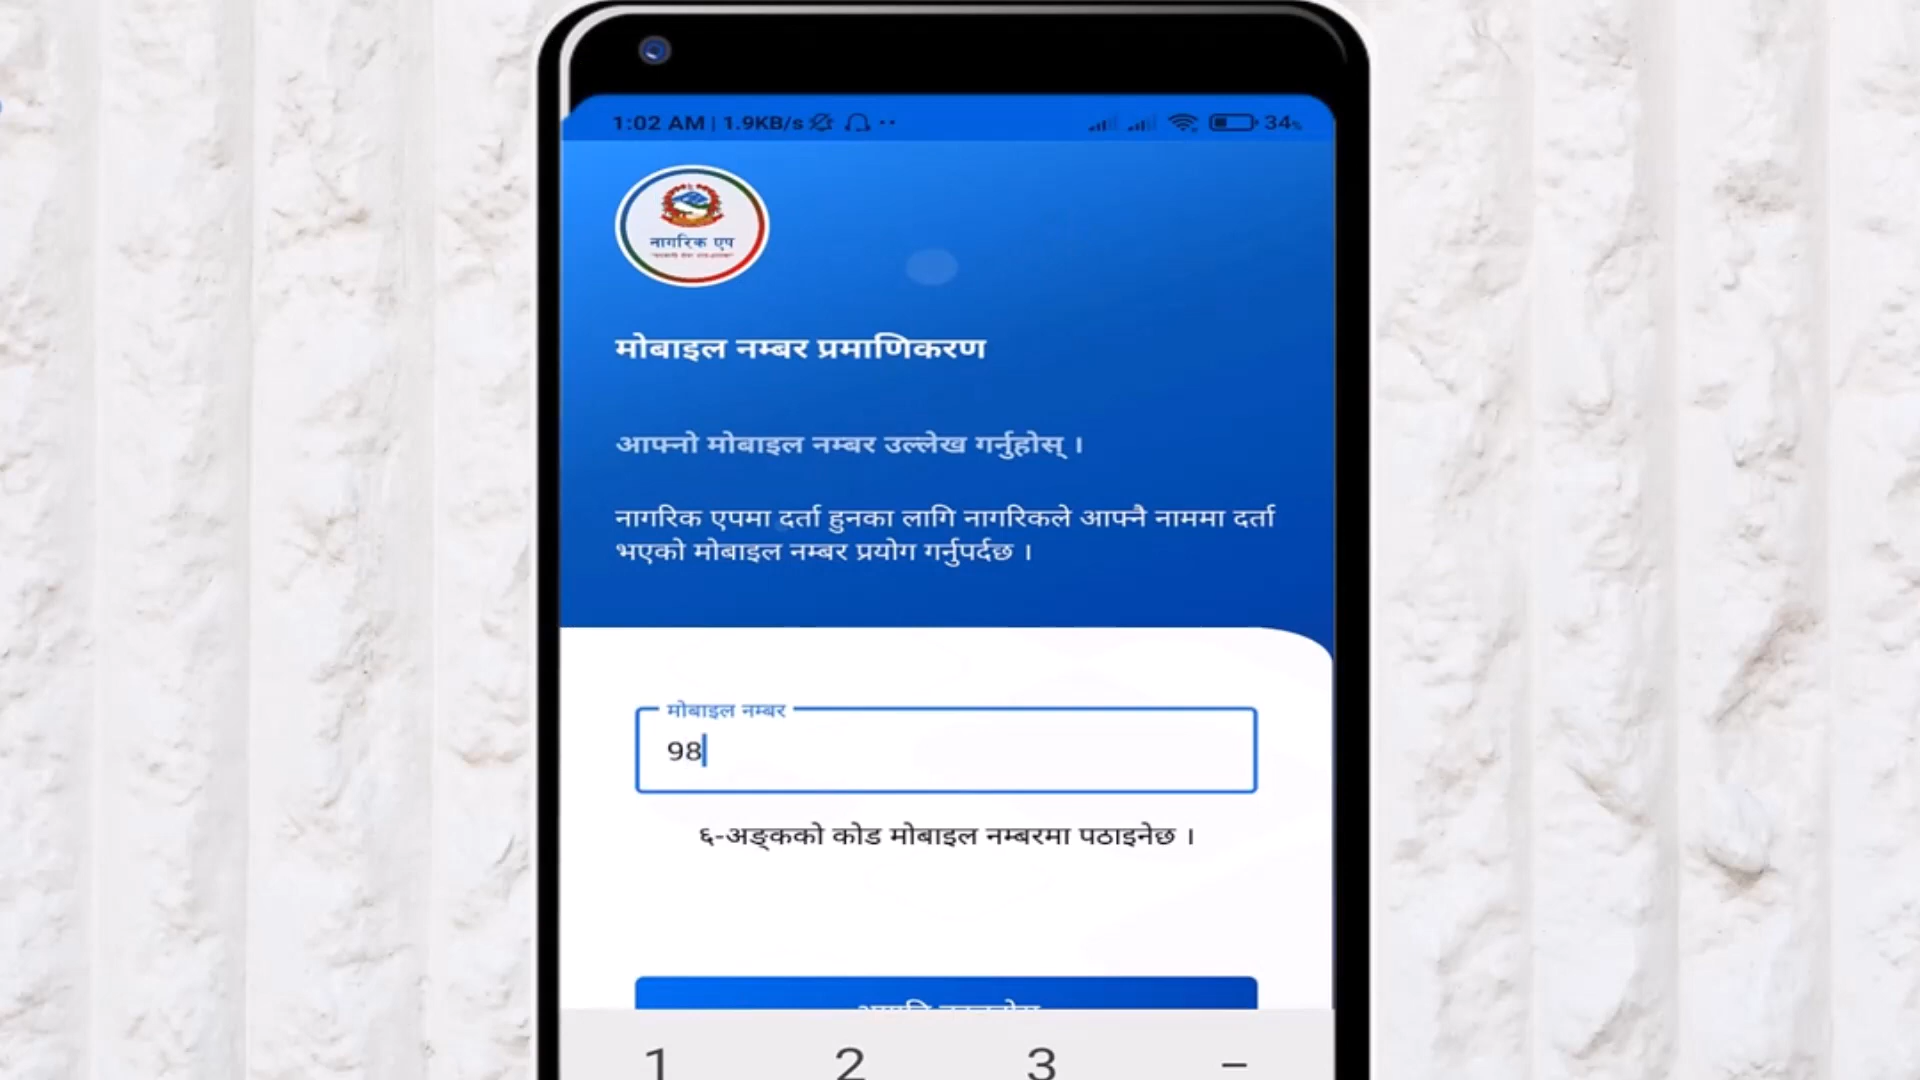 1:02 AM | 1.9KB/s
34%
नागरिक एप
मोबाइल नम्बर प्रमाणिकरण
आफ्नो मोबाइल नम्बर उल्लेख गर्नुहोस् ।
नागरिक एपमा दर्ता हुनका लागि नागरिकले आफ्नै नाममा दर्ता
भएको मोबाइल नम्बर प्रयोग गर्नुपर्दछ ।
मोबाइल नम्बर
98
६-अङ्कको कोड मोबाइल नम्बरमा पठाइनेछ ।
1 2 3 –